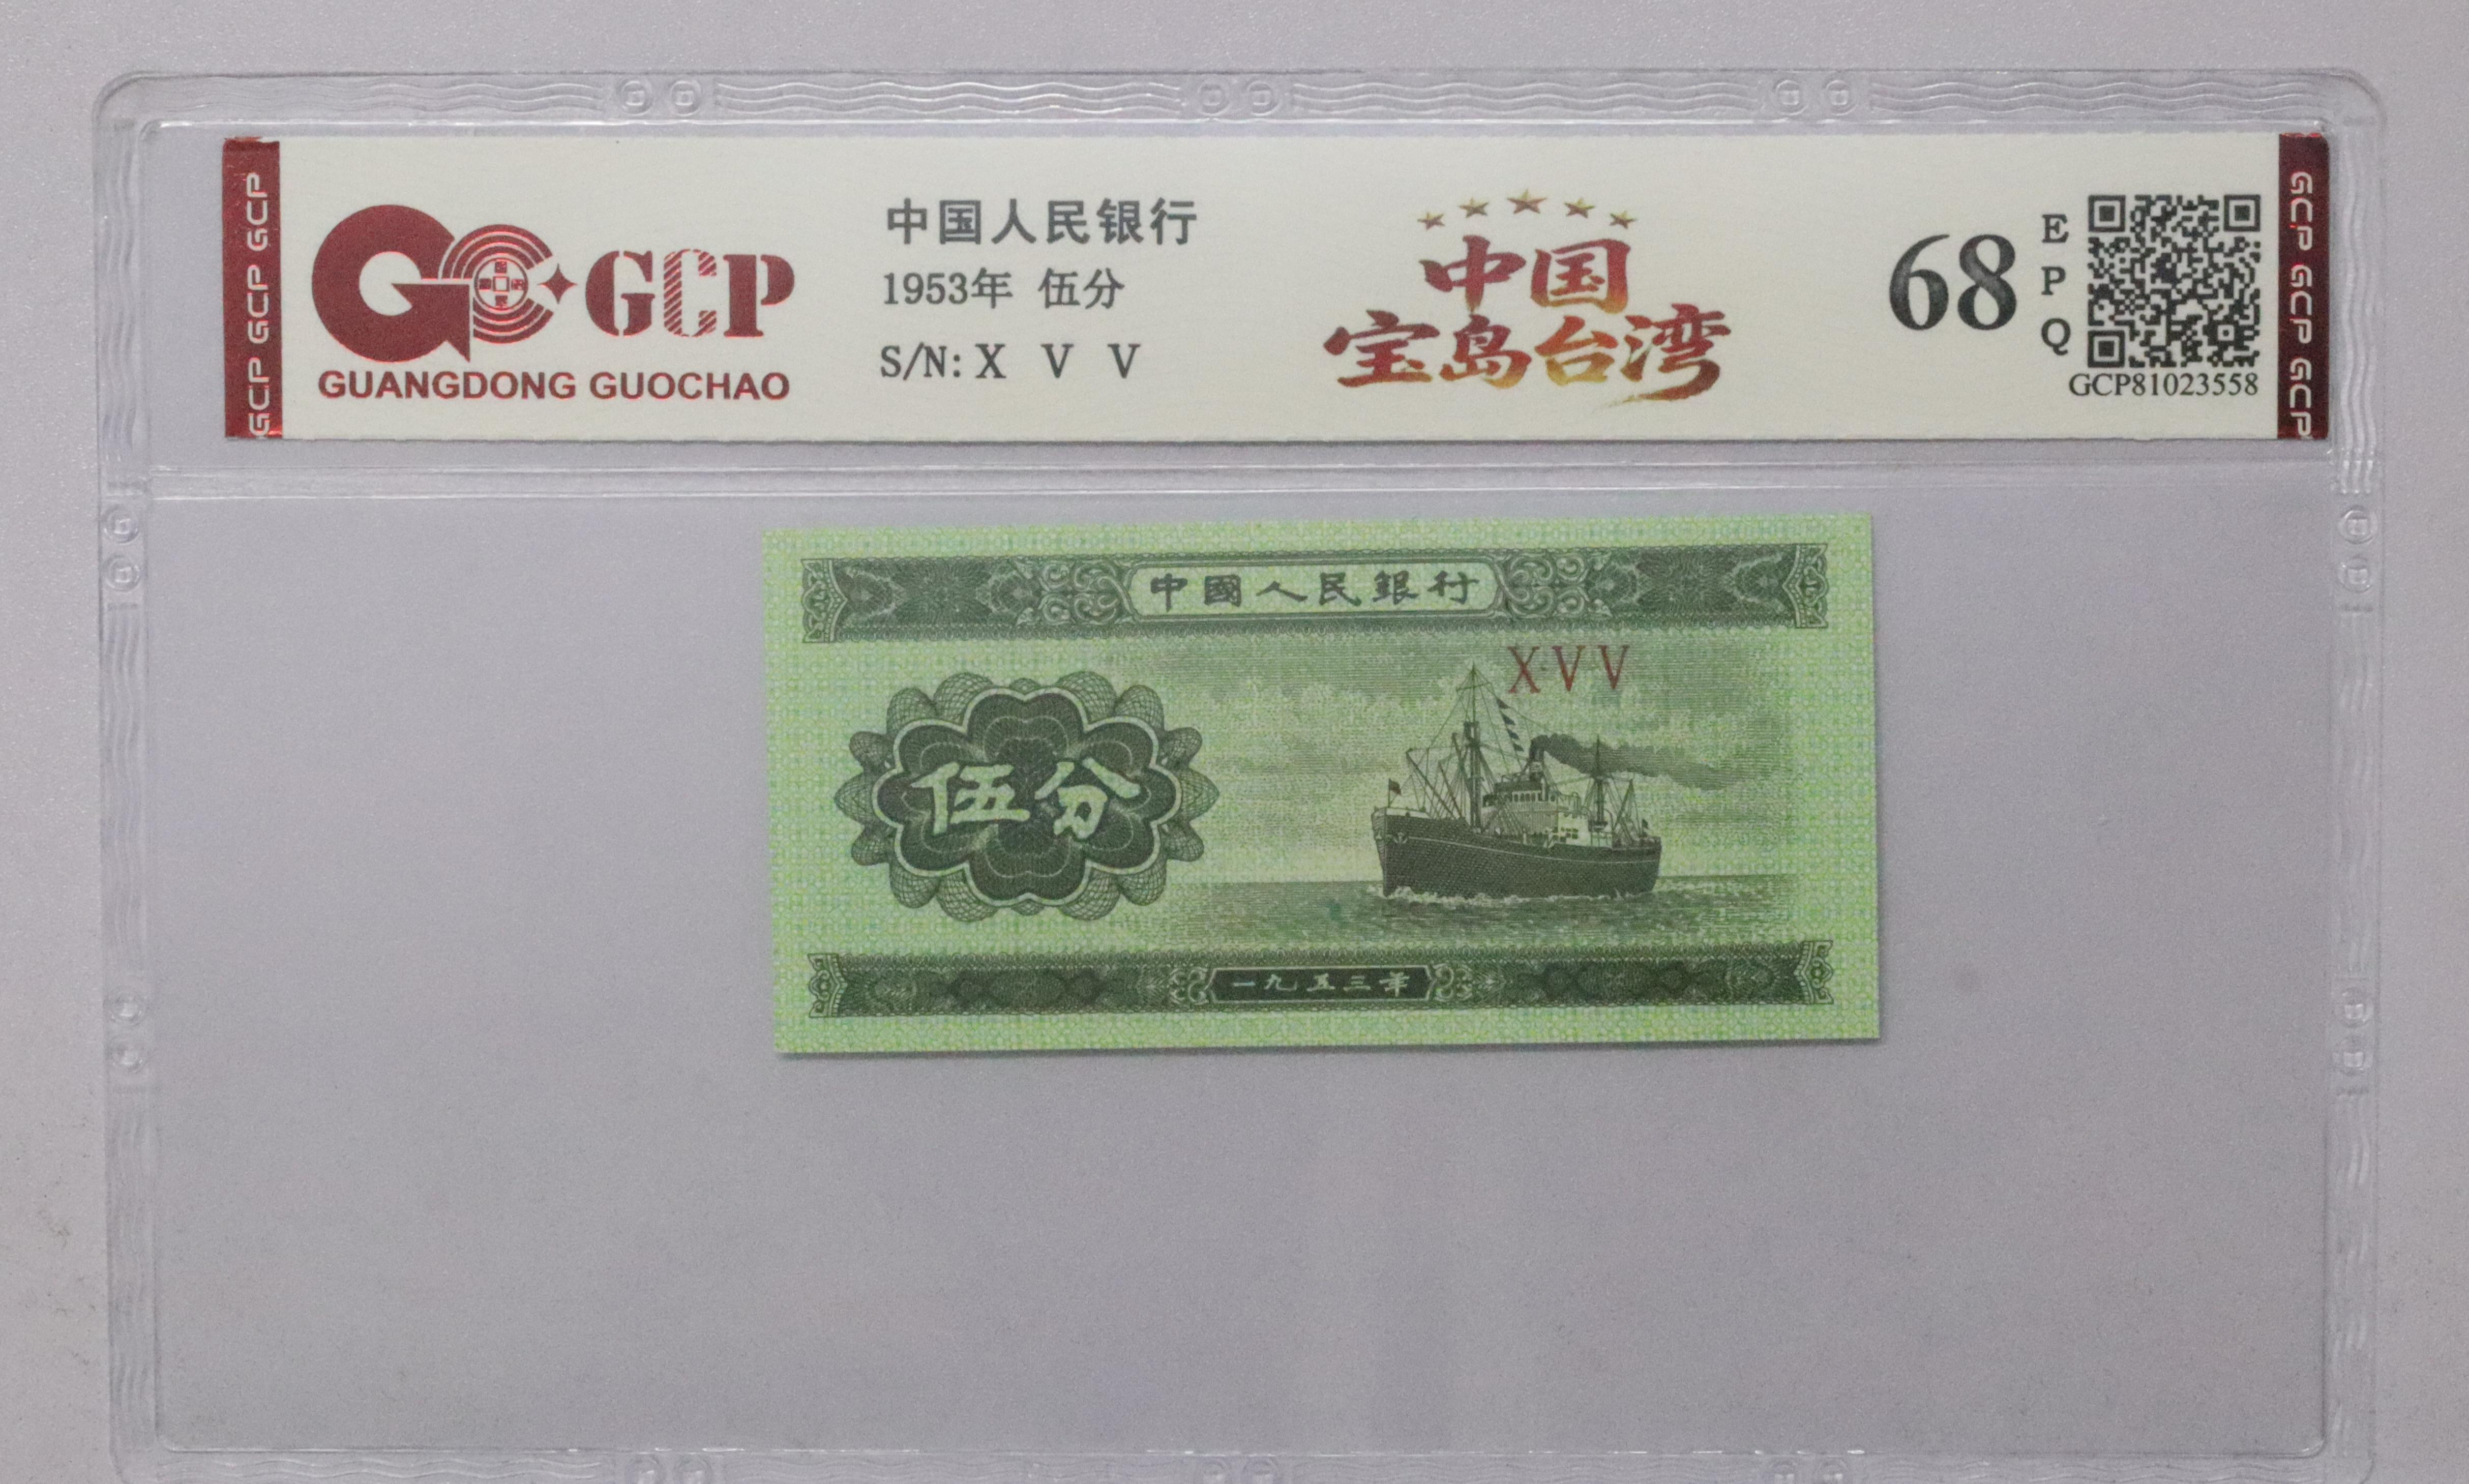 GCP GCP GCP
GCP
GUANGDONG GUOCHAO
中国人民银行
1953年 伍分
S/N: X V V
中国
宝岛台湾
68
E
P
Q
GCP81023558
GCP GCP GCP
中國人民銀行
X V V
伍分
一九五三年